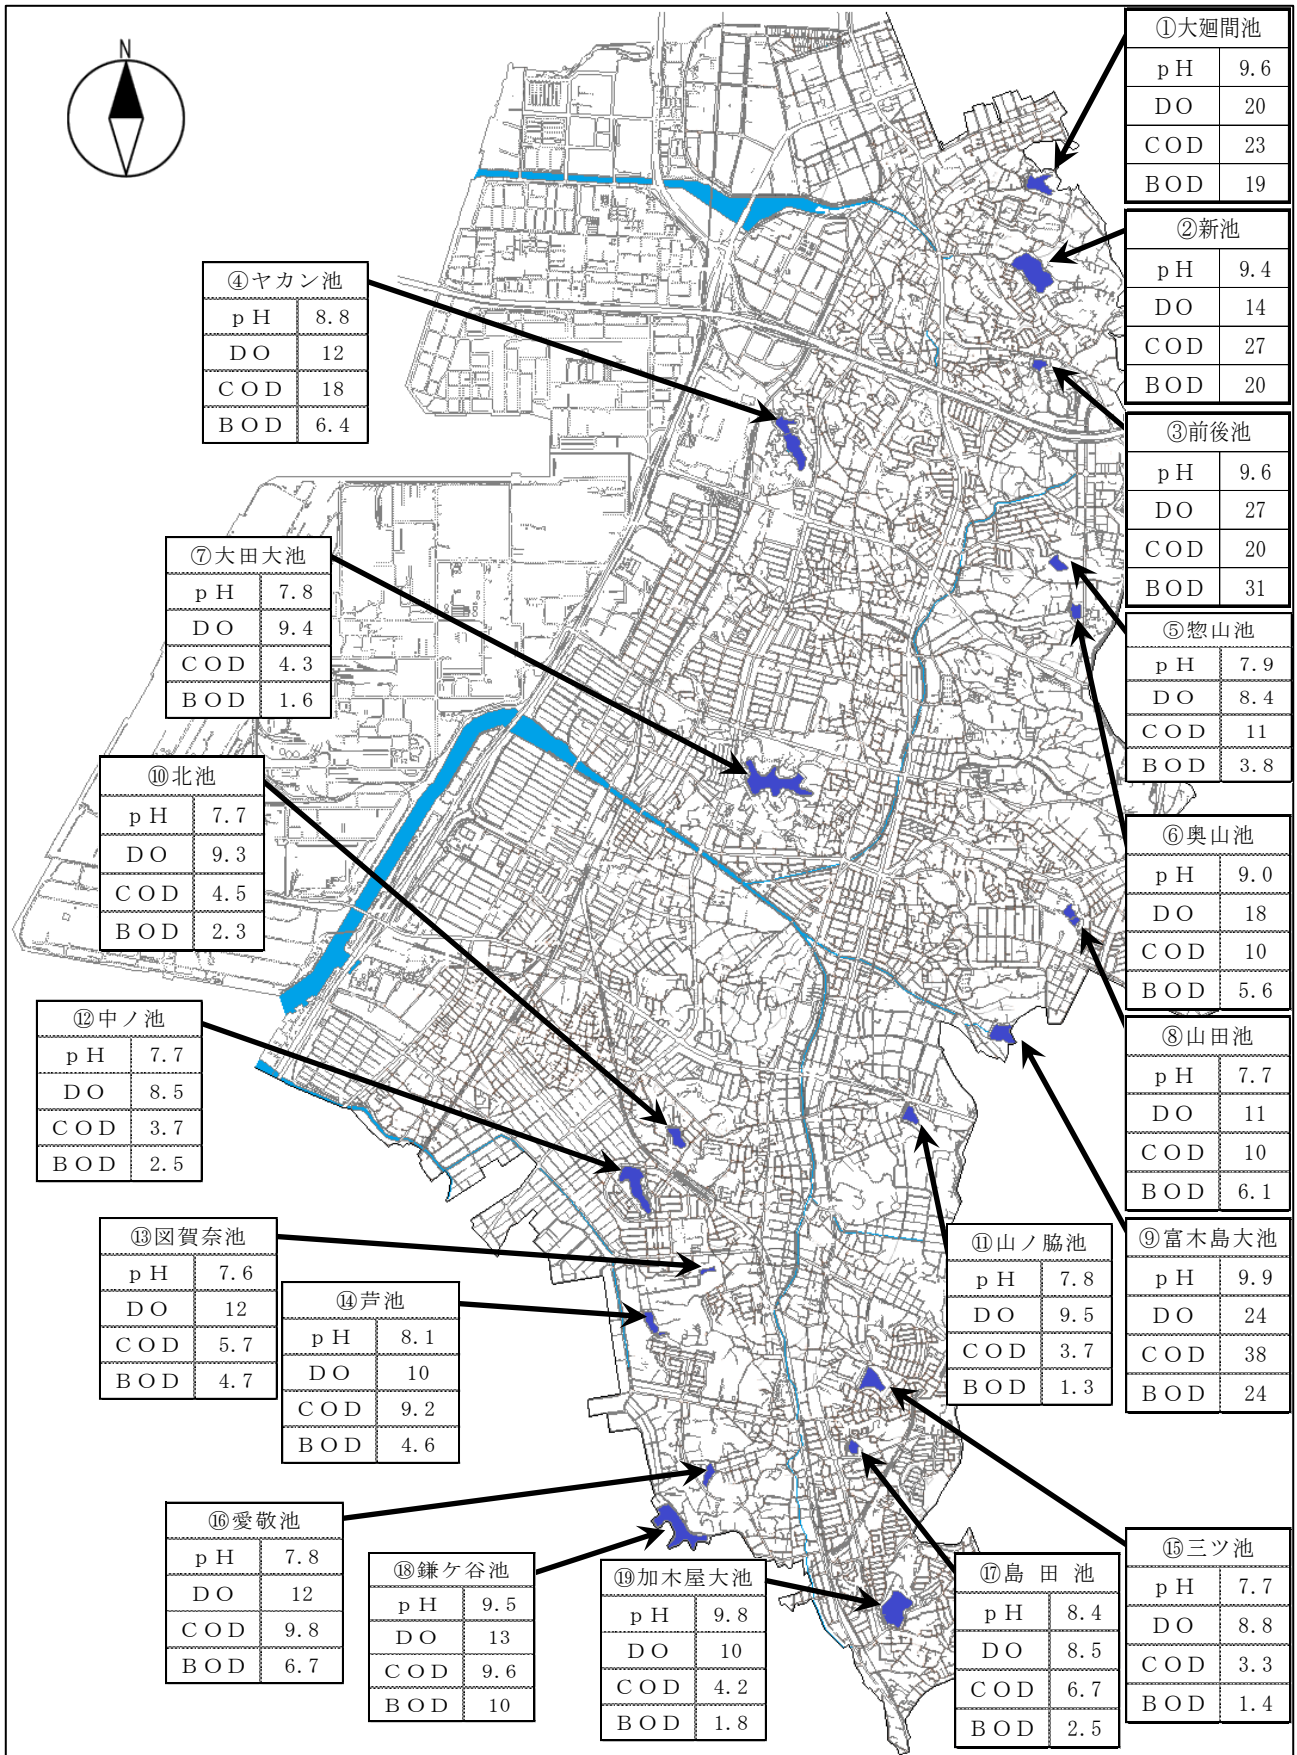 N
①大廻間池
pH 9.6
DO 20
COD 23
BOD 19
②新池
pH 9.4
DO 14
COD 27
BOD 20
③前後池
pH 9.6
DO 27
COD 20
BOD 31
④ヤカン池
pH 8.8
DO 12
COD 18
BOD 6.4
⑤惣山池
pH 7.9
DO 8.4
COD 11
BOD 3.8
⑥奥山池
pH 9.0
DO 18
COD 10
BOD 5.6
⑦大田大池
pH 7.8
DO 9.4
COD 4.3
BOD 1.6
⑧山田池
pH 7.7
DO 11
COD 10
BOD 6.1
⑨富木島大池
pH 9.9
DO 24
COD 38
BOD 24
⑩北池
pH 7.7
DO 9.3
COD 4.5
BOD 2.3
⑪山ノ脇池
pH 7.8
DO 9.5
COD 3.7
BOD 1.3
⑫中ノ池
pH 7.7
DO 8.5
COD 3.7
BOD 2.5
⑬図賀奈池
pH 7.6
DO 12
COD 5.7
BOD 4.7
⑭芦池
pH 8.1
DO 10
COD 9.2
BOD 4.6
⑮三ツ池
pH 7.7
DO 8.8
COD 3.3
BOD 1.4
⑯愛敬池
pH 7.8
DO 12
COD 9.8
BOD 6.7
⑰島 田 池
pH 8.4
DO 8.5
COD 6.7
BOD 2.5
⑱鎌ケ谷池
pH 9.5
DO 13
COD 9.6
BOD 10
⑲加木屋大池
pH 9.8
DO 10
COD 4.2
BOD 1.8